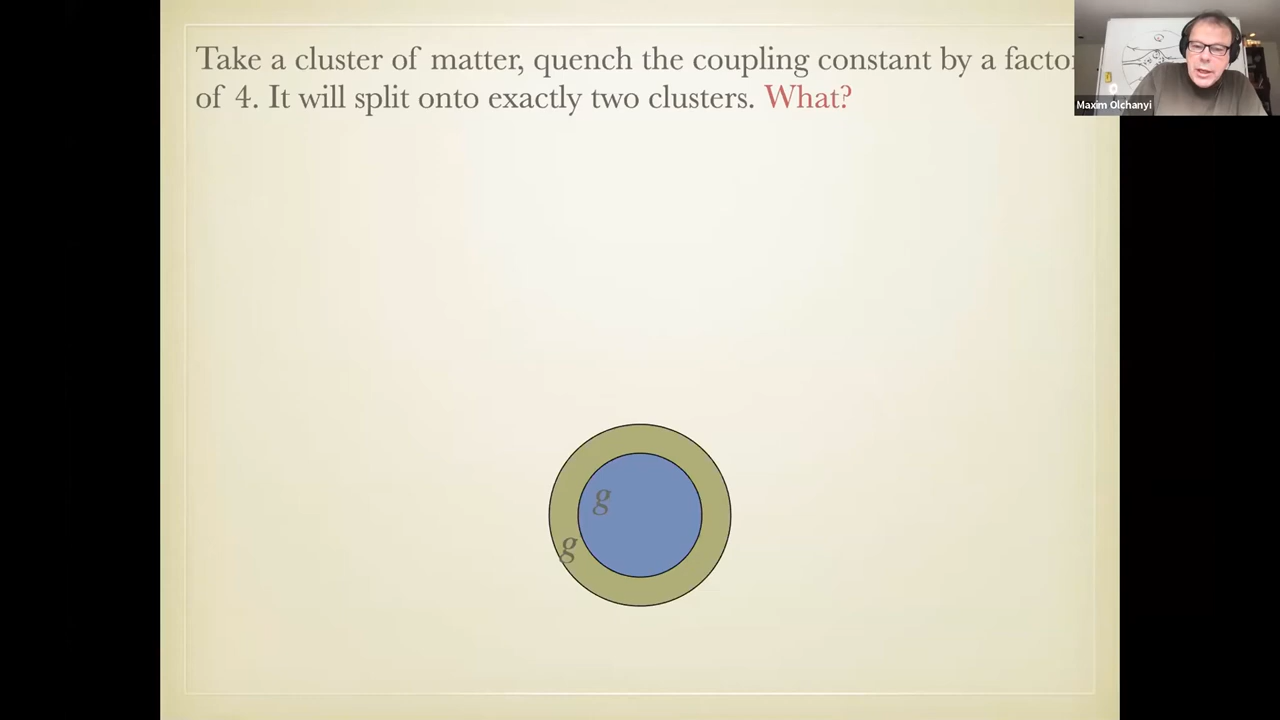 Take a cluster of matter, quench the coupling constant by a factor
of 4. It will split onto exactly two clusters. What?
Maxim Olchanyi
g
g